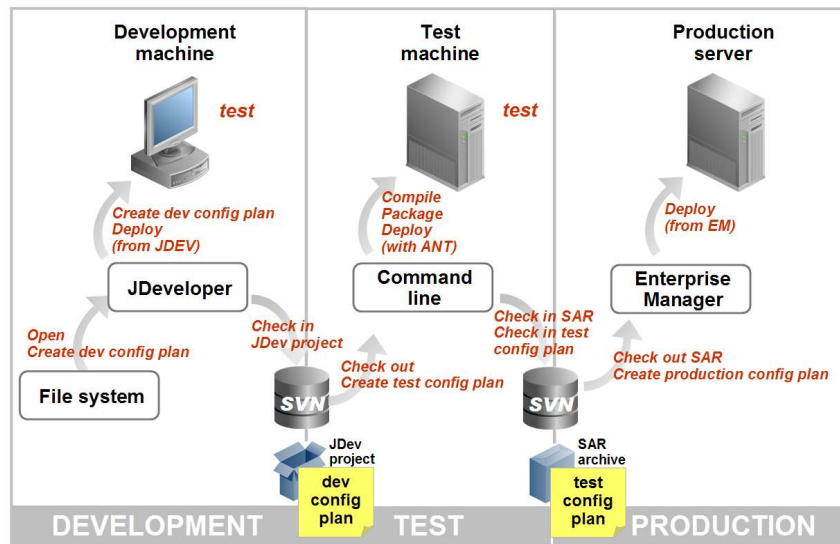 Development
machine
test
Create dev config plan
Deploy
(from JDEV)
JDeveloper
Open
Create dev config plan
File system
Check in
JDev project
SVN
JDev
project
dev
config
plan
DEVELOPMENT
Test
machine
test
Compile
Package
Deploy
(with ANT)
Command
line
Check out
Create test config plan
Check in SAR
Check in test
config plan
SVN
SAR
archive
test
config
plan
TEST
Production
server
Deploy
(from EM)
Enterprise
Manager
Check out SAR
Create production config plan
PRODUCTION